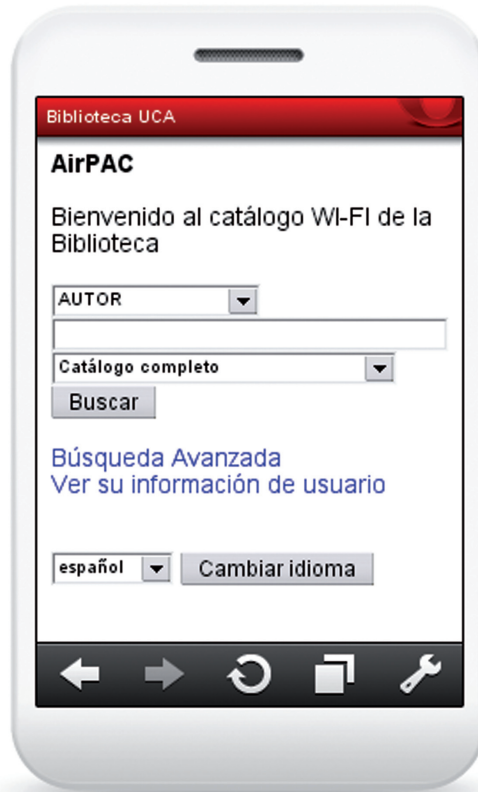 Biblioteca UCA
AirPAC
Bienvenido al catálogo WI-FI de la
Biblioteca
AUTOR
Catálogo completo
Buscar
Búsqueda Avanzada
Ver su información de usuario
español Cambiar idioma